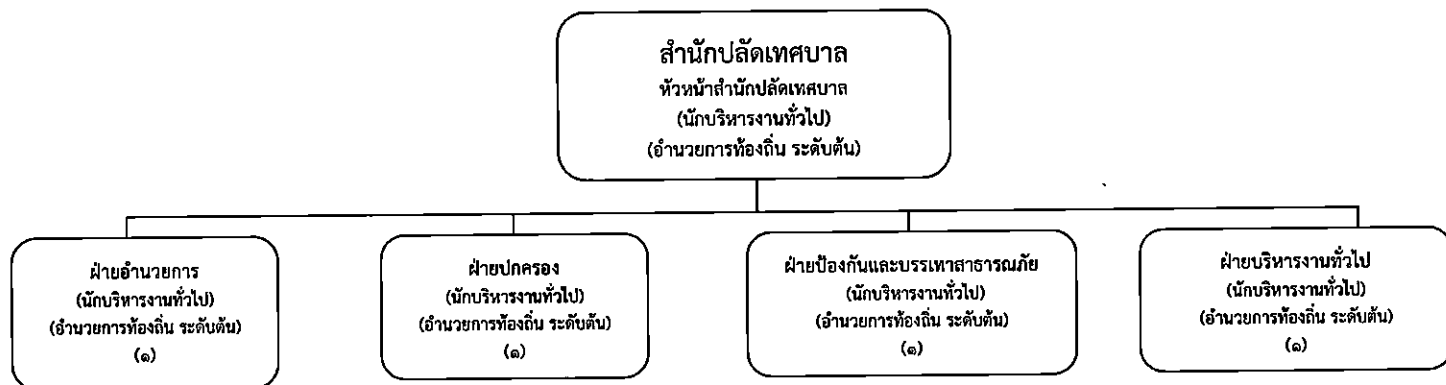 สำนักปลัดเทศบาล
หัวหน้าสำนักปลัดเทศบาล
(นักบริหารงานทั่วไป)
(อำนวยการท้องถิ่น ระดับต้น)
ฝ่ายอำนวยการ
(นักบริหารงานทั่วไป)
(อำนวยการท้องถิ่น ระดับต้น)
(๑)
ฝ่ายปกครอง
(นักบริหารงานทั่วไป)
(อำนวยการท้องถิ่น ระดับต้น)
(๑)
ฝ่ายป้องกันและบรรเทาสาธารณภัย
(นักบริหารงานทั่วไป)
(อำนวยการท้องถิ่น ระดับต้น)
(๑)
ฝ่ายบริหารงานทั่วไป
(นักบริหารงานทั่วไป)
(อำนวยการท้องถิ่น ระดับต้น)
(๑)